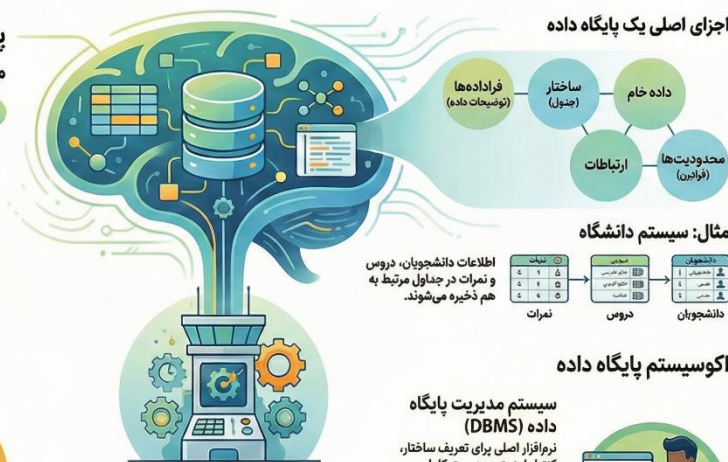 اجزای اصلی یک پایگاه داده
داده خام
ساختار
(جدول)
فراداده‌ها
(توضیحات داده)
محدودیت‌ها
ارتباطات
مثال: سیستم دانشگاه
اطلاعات دانشجویان، دروس
و نمرات در جداول مرتبط به
هم ذخیره می‌شوند.
دانشجویان
دروس
نمرات
اکوسیستم پایگاه داده
سیستم مدیریت پایگاه
داده (DBMS)
نرم‌افزار اصلی برای تعریف ساختار،